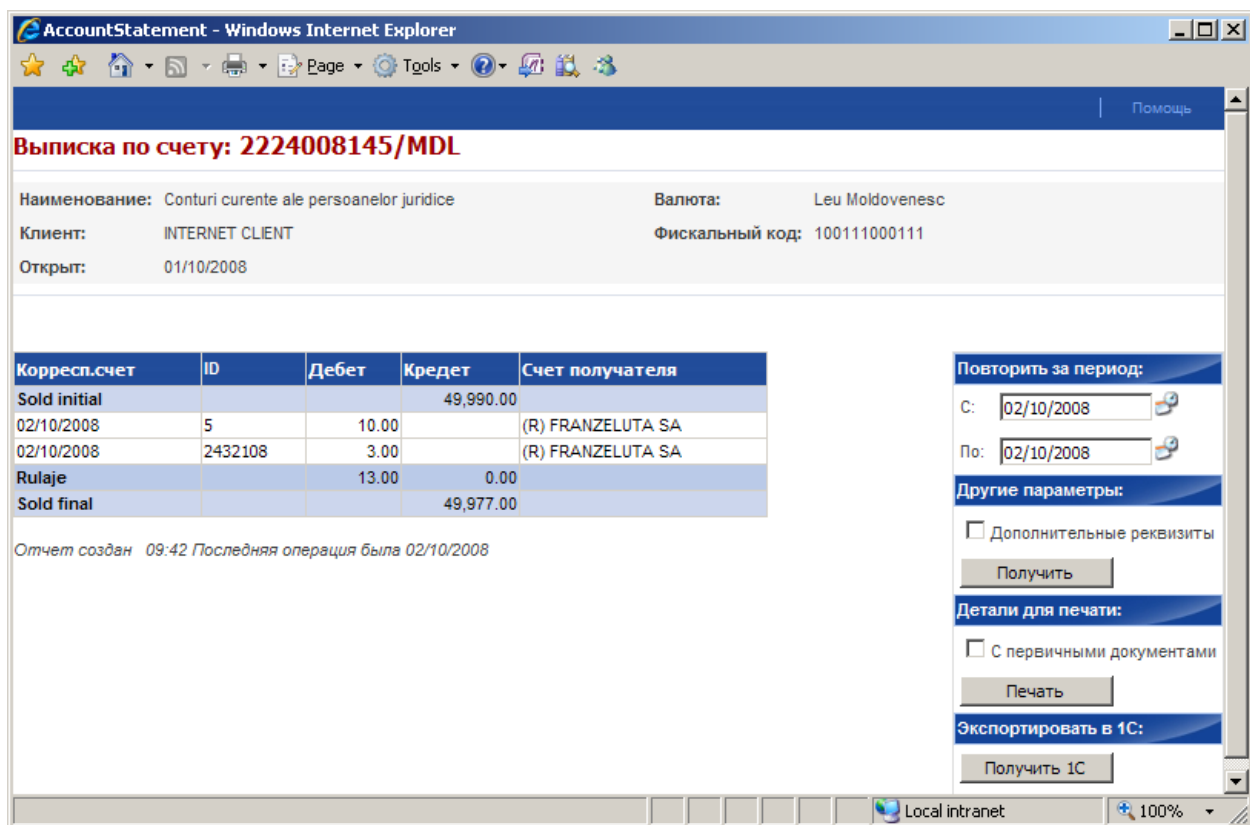 AccountStatement - Windows Internet Explorer
Page Tools
Помощь
Выписка по счету: 2224008145/MDL
Наименование: Conturi curente ale persoanelor juridice Валюта: Leu Moldovenesc
Клиент: INTERNET CLIENT Фискальный код: 100111000111
Открыт: 01/10/2008
Корресп.счет ID Дебет Кредет Счет получателя
Sold initial 49,990.00
02/10/2008 5 10.00 (R) FRANZELUTA SA
02/10/2008 2432108 3.00 (R) FRANZELUTA SA
Rulaje 13.00 0.00
Sold final 49,977.00
Отчет создан 09:42 Последняя операция была 02/10/2008
Повторить за период:
С: 02/10/2008
По: 02/10/2008
Другие параметры:
Дополнительные реквизиты
Получить
Детали для печати:
С первичными документами
Печать
Экспортировать в 1С:
Получить 1С
Local intranet 100%